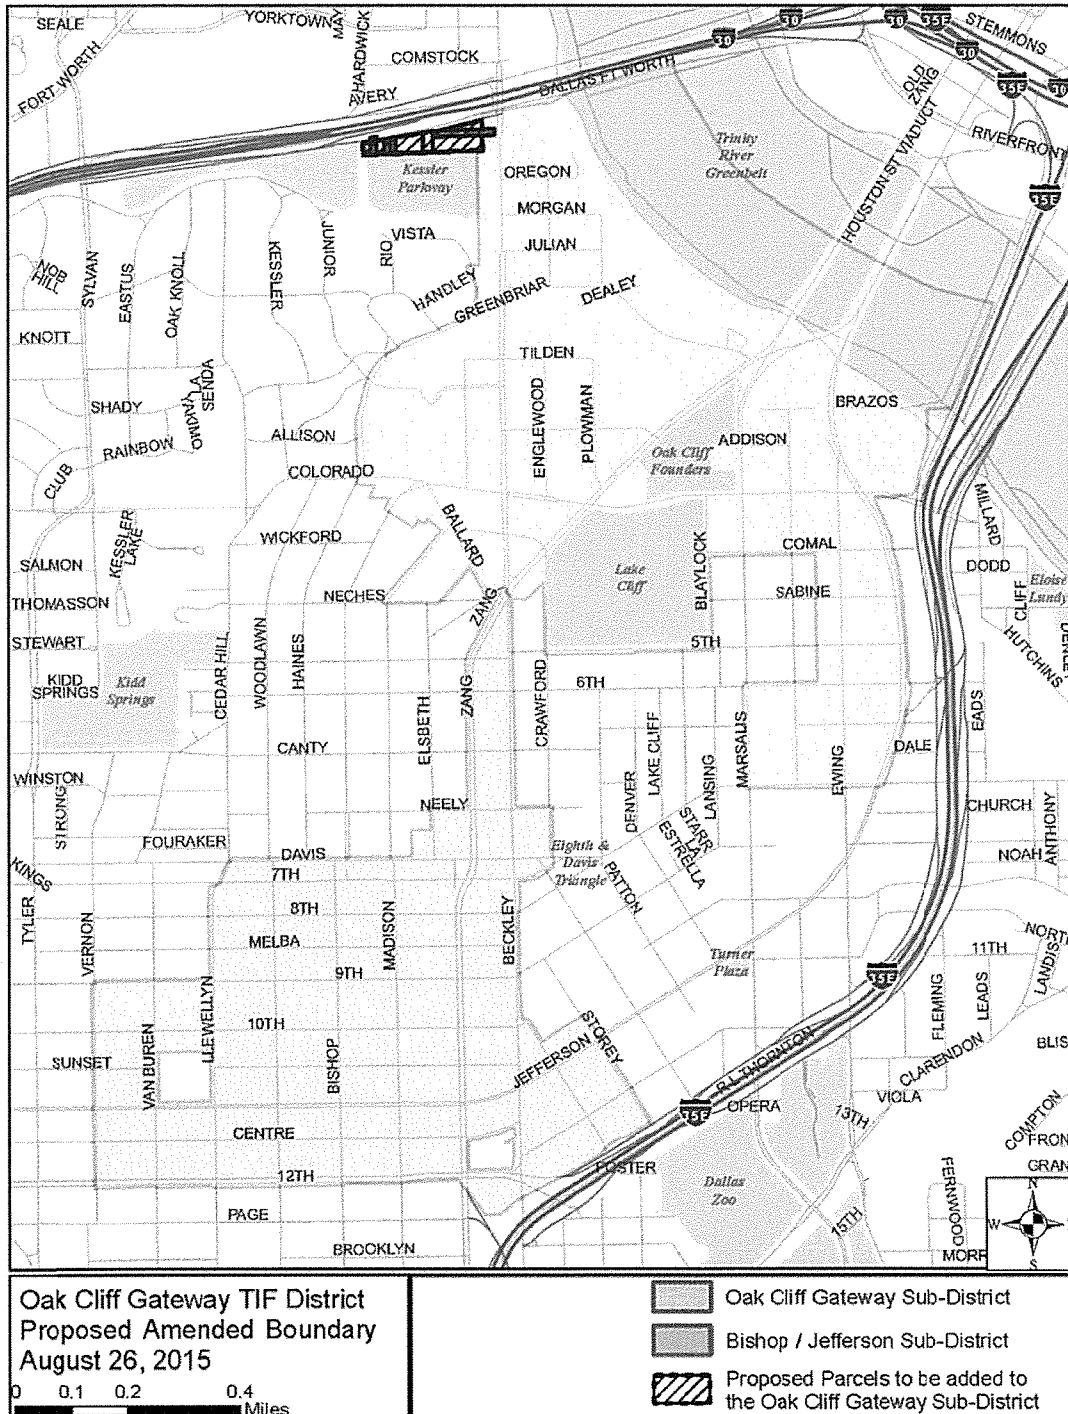 SEALE
YORKTOWN
MAY
HARDWICK
COMSTOCK
AVERY
FORT WORTH
DALLAS FT WORTH
30
30
35E
30
35E
30
STEMMONS
OLD ZANG
RIVERFRONT
35E
HOUSTON ST VIADUCT
Trinity
River
Greenbelt
Kessler
Parkway
OREGON
MORGAN
JULIAN
VISTA
RIO
JUNIOR
KESSLER
HANDLEY
GREENBRIAR
DEALEY
NOB
HILL
SYLVAN
EASTUS
OAK KNOLL
KNOTT
TILDEN
LA
SENDA
SHADY
RAINBOW
CLUB
ALLISON
COLORADO
ENGLEWOOD
PLOWMAN
BRAZOS
ADDISON
Oak Cliff
Founders
MILLARD
BALLARD
WICKFORD
KESSLER
LAKE
SALMON
THOMASSON
STEWART
NECHES
ZANG
Lake
Cliff
BLAYLOCK
COMAL
SABINE
DODD
CLIFF
Eloise
Lundy
HUTCHINS
5TH
6TH
KIDD
SPRINGS
Kidd
Springs
CEDAR HILL
WOODLAWN
HAINES
ELSBETH
ZANG
CRAWFORD
CANTY
DENVER
LAKE CLIFF
LANSING
MARSALIS
EWING
DALE
EADS
WINSTON
STRONG
NEELY
STARR
LA
ESTRELLA
CHURCH
ANTHONY
NOAH
FOURAKER
DAVIS
7TH
Eighth &
Davis
Triangle
PATTON
KINGS
TYLER
VERNON
8TH
MELBA
MADISON
BECKLEY
9TH
Turner
Plaza
11TH
LANDIS
35E
LLEWELLYN
10TH
SUNSET
VAN BUREN
BISHOP
JEFFERSON
STOREY
FLEMING
LEADS
CLARENDON
R L THORNTON
35E
OPERA
VIOLA
13TH
CENTRE
12TH
FOSTER
Dallas
Zoo
15TH
COMPTON
FERNWOOD
PAGE
BROOKLYN
N
W
E
S
Oak Cliff Gateway TIF District
Proposed Amended Boundary
August 26, 2015
0 0.1 0.2 0.4
Miles
Oak Cliff Gateway Sub-District
Bishop / Jefferson Sub-District
Proposed Parcels to be added to
the Oak Cliff Gateway Sub-District